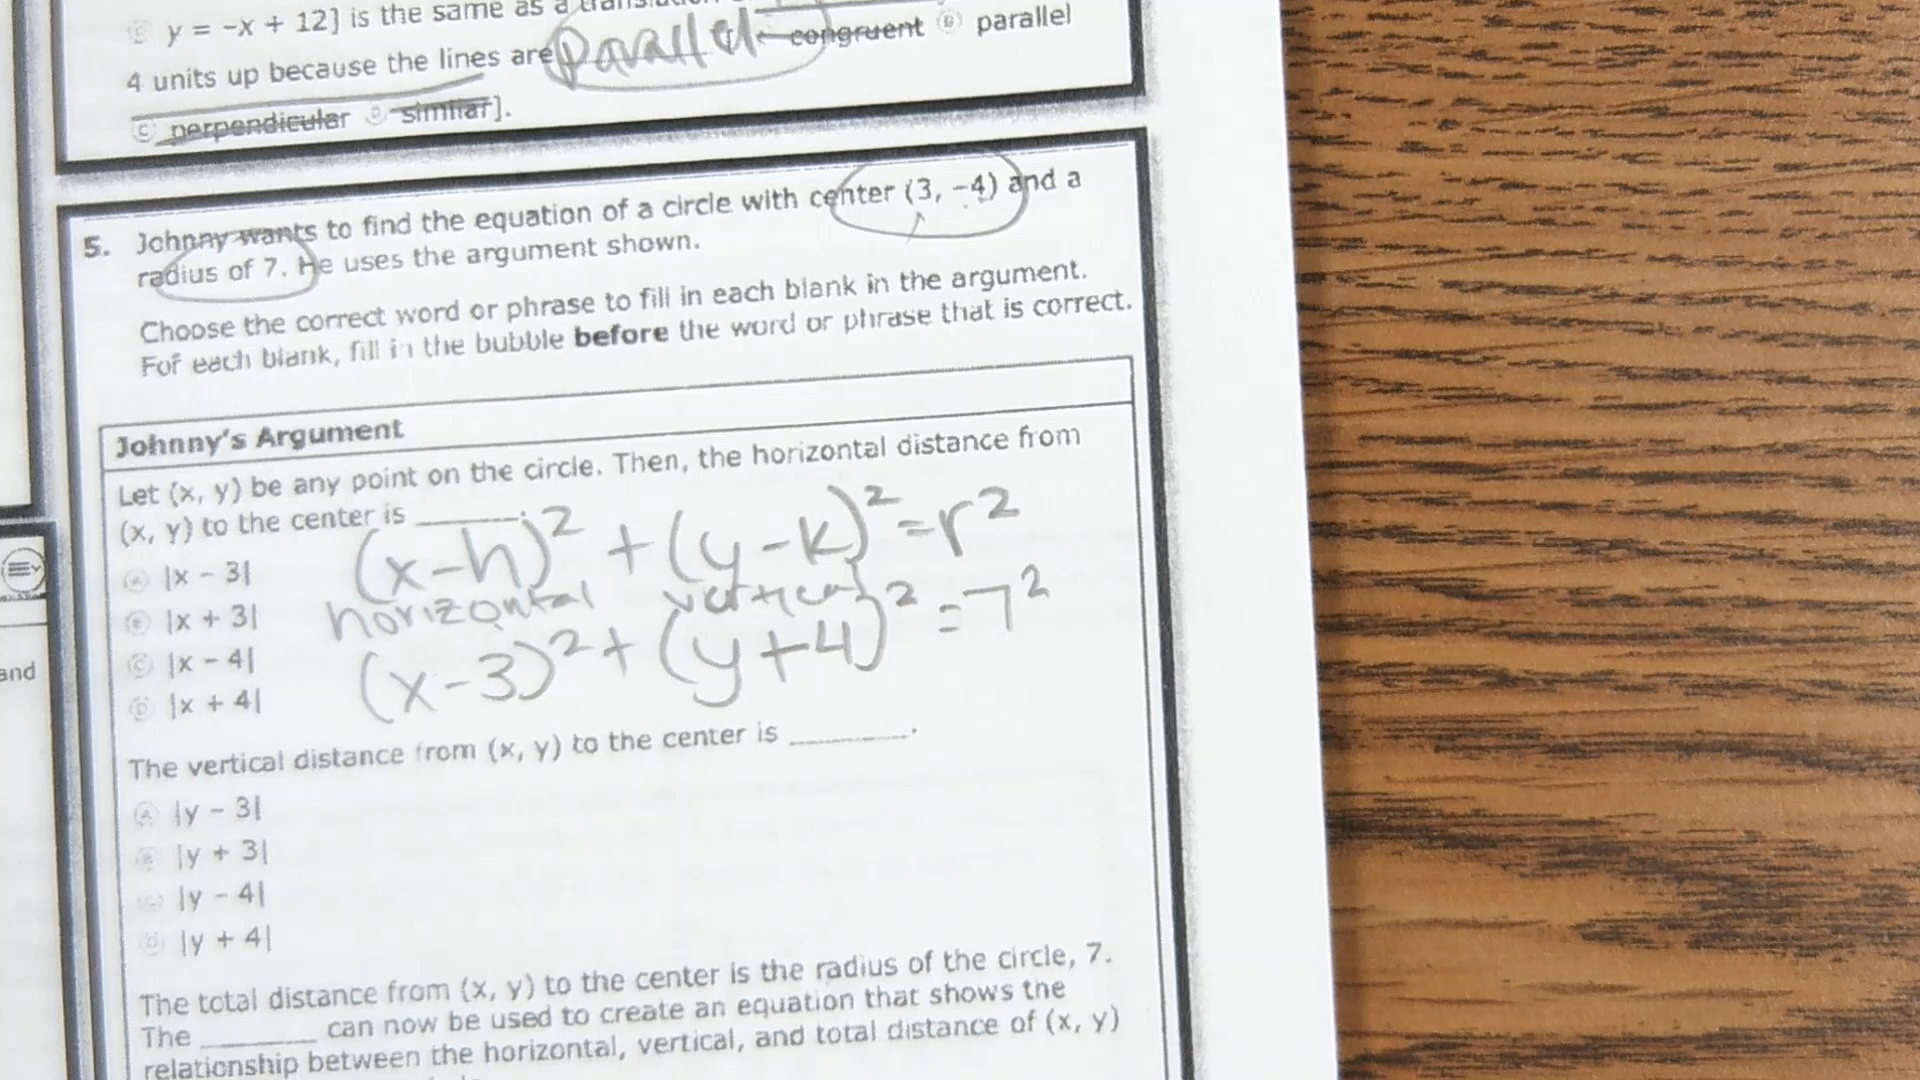 y = -x + 12] is the same as a
4 units up because the lines are Parallel congruent B parallel
C perpendicular D similar].
5. Johnny wants to find the equation of a circle with center (3, -4) and a
radius of 7. He uses the argument shown.
Choose the correct word or phrase to fill in each blank in the argument.
For each blank, fill in the bubble before the word or phrase that is correct.
Johnny's Argument
Let (x, y) be any point on the circle. Then, the horizontal distance from
(x, y) to the center is ______.
(x-h)² + (y-k)² = r²
A |x - 3|
horizontal vertical
B |x + 3|
(x-3)² + (y+4)² = 7²
C |x - 4|
D |x + 4|
The vertical distance from (x, y) to the center is ______.
A |y - 3|
B |y + 3|
C |y - 4|
D |y + 4|
The total distance from (x, y) to the center is the radius of the circle, 7.
The ______ can now be used to create an equation that shows the
relationship between the horizontal, vertical, and total distance of (x, y)
and